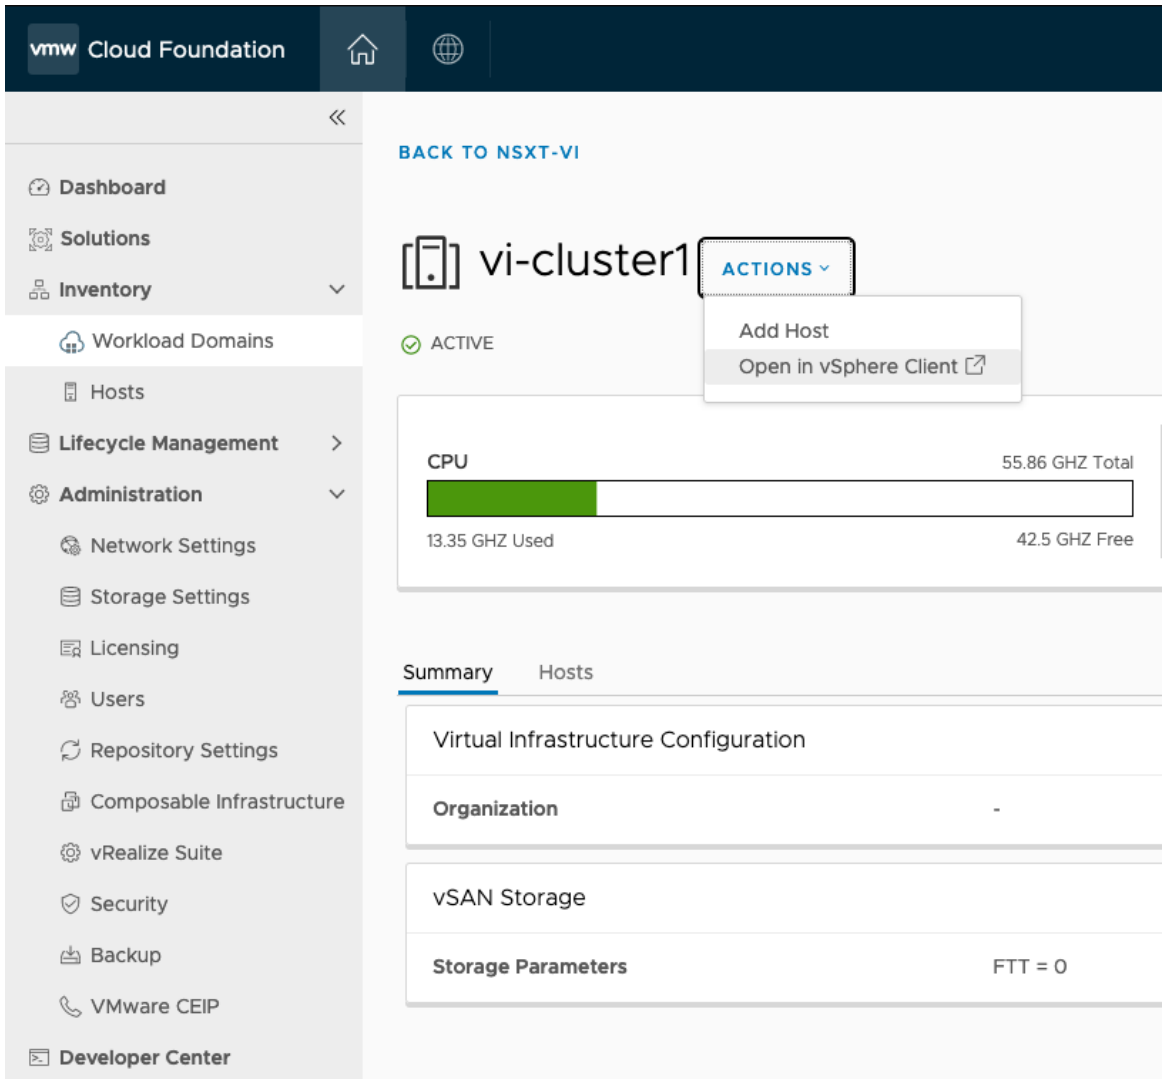 vmw Cloud Foundation
BACK TO NSXT-VI
Dashboard
Solutions
Inventory
Workload Domains
Hosts
Lifecycle Management
Administration
Network Settings
Storage Settings
Licensing
Users
Repository Settings
Composable Infrastructure
vRealize Suite
Security
Backup
VMware CEIP
Developer Center
vi-cluster1
ACTIONS
Add Host
Open in vSphere Client
ACTIVE
CPU
55.86 GHZ Total
13.35 GHZ Used
42.5 GHZ Free
Summary
Hosts
Virtual Infrastructure Configuration
Organization -
vSAN Storage
Storage Parameters FTT = 0